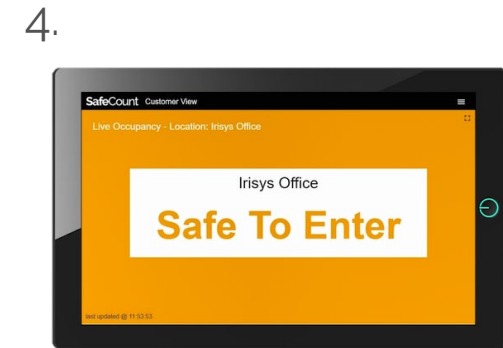 4.
SafeCount Customer View
Live Occupancy - Location: Irisys Office
Irisys Office
Safe To Enter
last updated @ 11:53:53